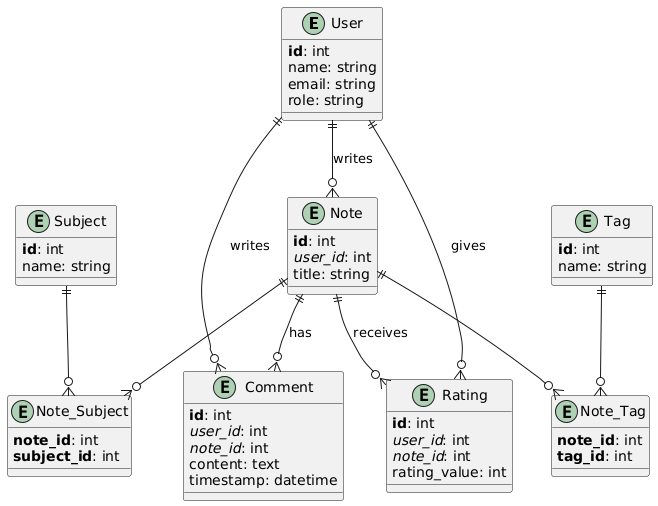 E User
id: int
name: string
email: string
role: string
writes
E Subject
id: int
name: string
E Note
id: int
user_id: int
title: string
E Tag
id: int
name: string
writes
gives
has
receives
E Note_Subject
note_id: int
subject_id: int
E Comment
id: int
user_id: int
note_id: int
content: text
timestamp: datetime
E Rating
id: int
user_id: int
note_id: int
rating_value: int
E Note_Tag
note_id: int
tag_id: int